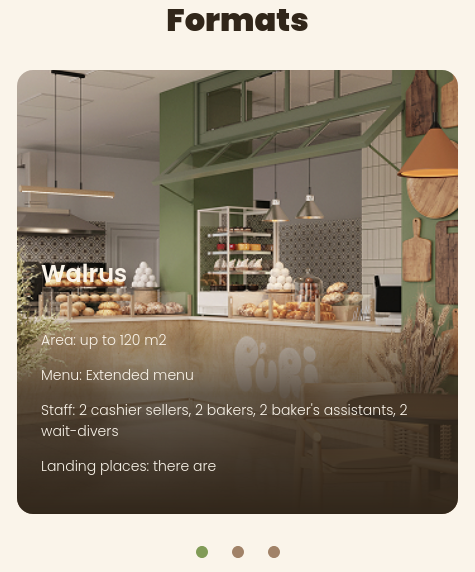 Formats
Walrus
Area: up to 120 m2
PURI
Menu: Extended menu
Staff: 2 cashier sellers, 2 bakers, 2 baker's assistants, 2
wait-divers
Landing places: there are